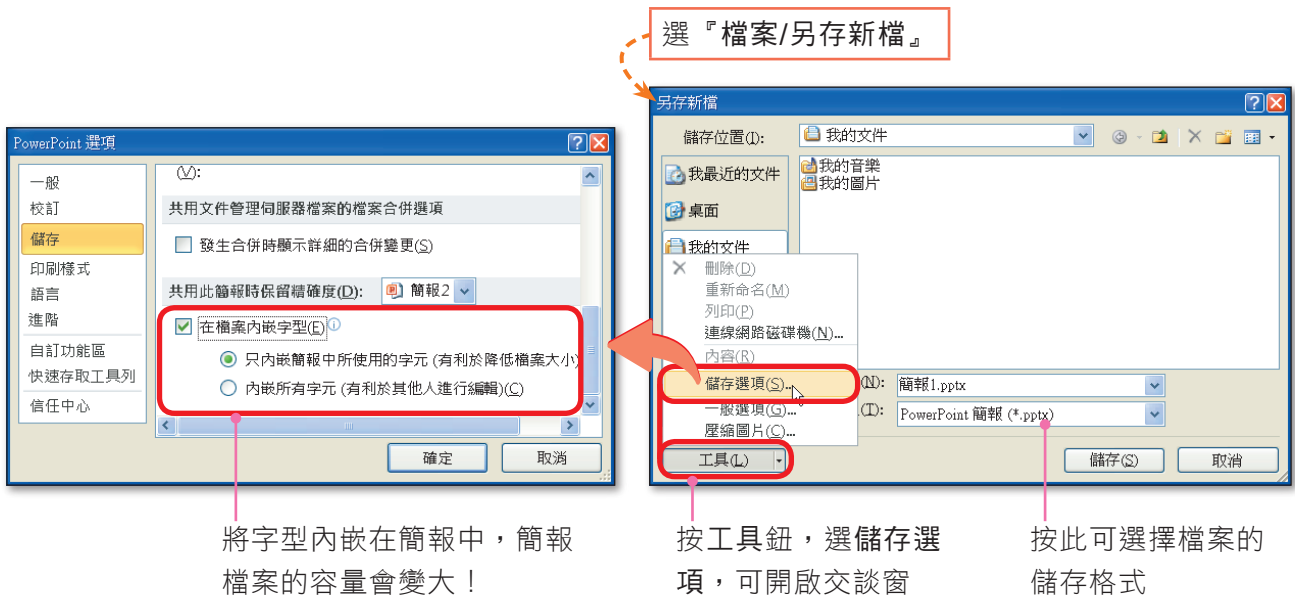 選『檔案/另存新檔』
PowerPoint 選項
一般
校訂
儲存
印刷樣式
語言
進階
自訂功能區
快速存取工具列
信任中心
(V):
共用文件管理伺服器檔案的檔案合併選項
發生合併時顯示詳細的合併變更(S)
共用此簡報時保留精確度(D): 簡報2
在檔案內嵌字型(E)
只內嵌簡報中所使用的字元 (有利於降低檔案大小)
內嵌所有字元 (有利於其他人進行編輯)(C)
確定 取消
另存新檔
儲存位置(I): 我的文件
我最近的文件
桌面
我的文件
我的音樂
我的圖片
刪除(D)
重新命名(M)
列印(P)
連線網路磁碟機(N)...
內容(R)
儲存選項(S)...
一般選項(G)...
壓縮圖片(C)...
(N): 簡報1.pptx
(T): PowerPoint 簡報 (*.pptx)
工具(L) 儲存(S) 取消
將字型內嵌在簡報中，簡報
檔案的容量會變大！
按工具鈕，選儲存選
項，可開啟交談窗
按此可選擇檔案的
儲存格式